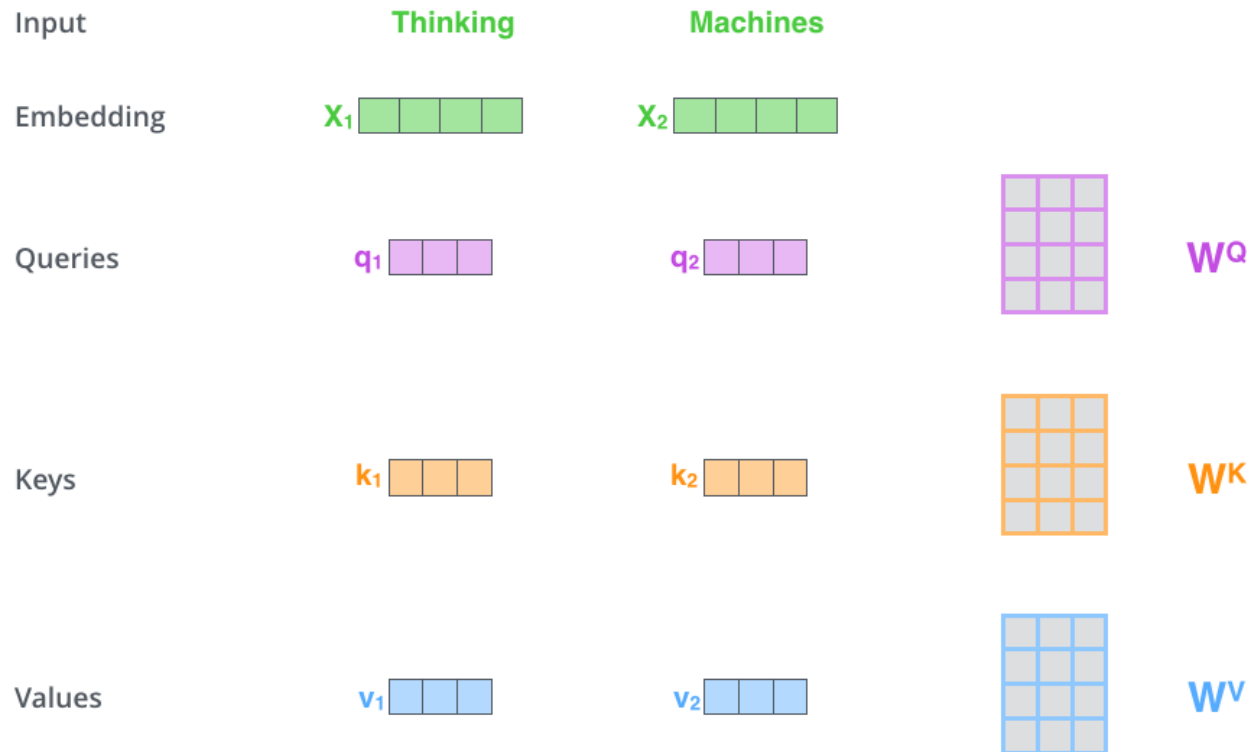 Input Thinking Machines
Embedding X1 X2
Queries q1 q2 WQ
Keys k1 k2 WK
Values v1 v2 WV